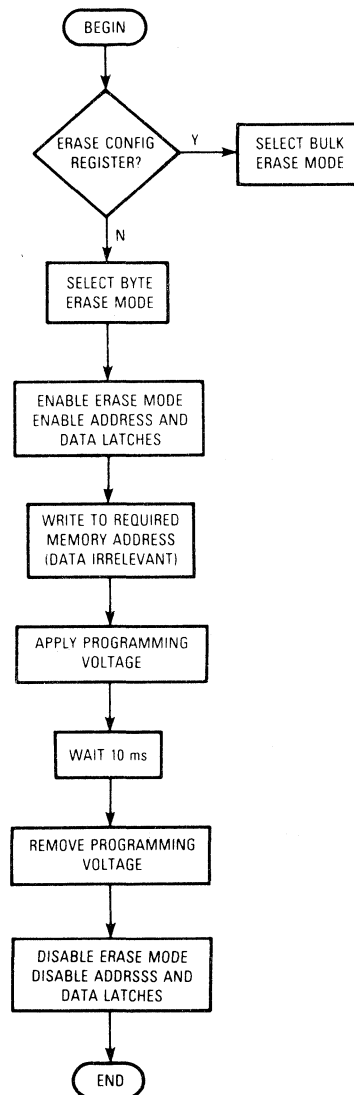 BEGIN
ERASE CONFIG
REGISTER?
Y
SELECT BULK
ERASE MODE
N
SELECT BYTE
ERASE MODE
ENABLE ERASE MODE
ENABLE ADDRESS AND
DATA LATCHES
WRITE TO REQUIRED
MEMORY ADDRESS
(DATA IRRELEVANT)
APPLY PROGRAMMING
VOLTAGE
WAIT 10 ms
REMOVE PROGRAMMING
VOLTAGE
DISABLE ERASE MODE
DISABLE ADDRSSS AND
DATA LATCHES
END